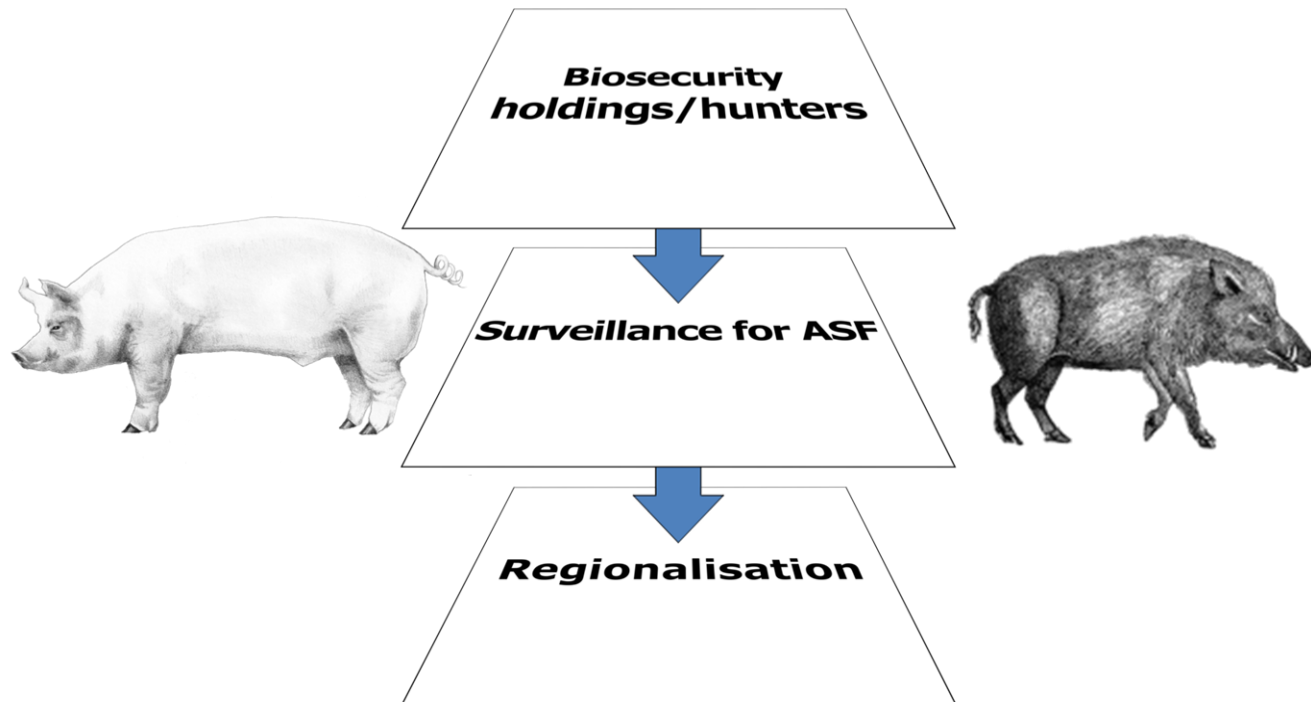 Biosecurity
holdings/hunters
Surveillance for ASF
Regionalisation